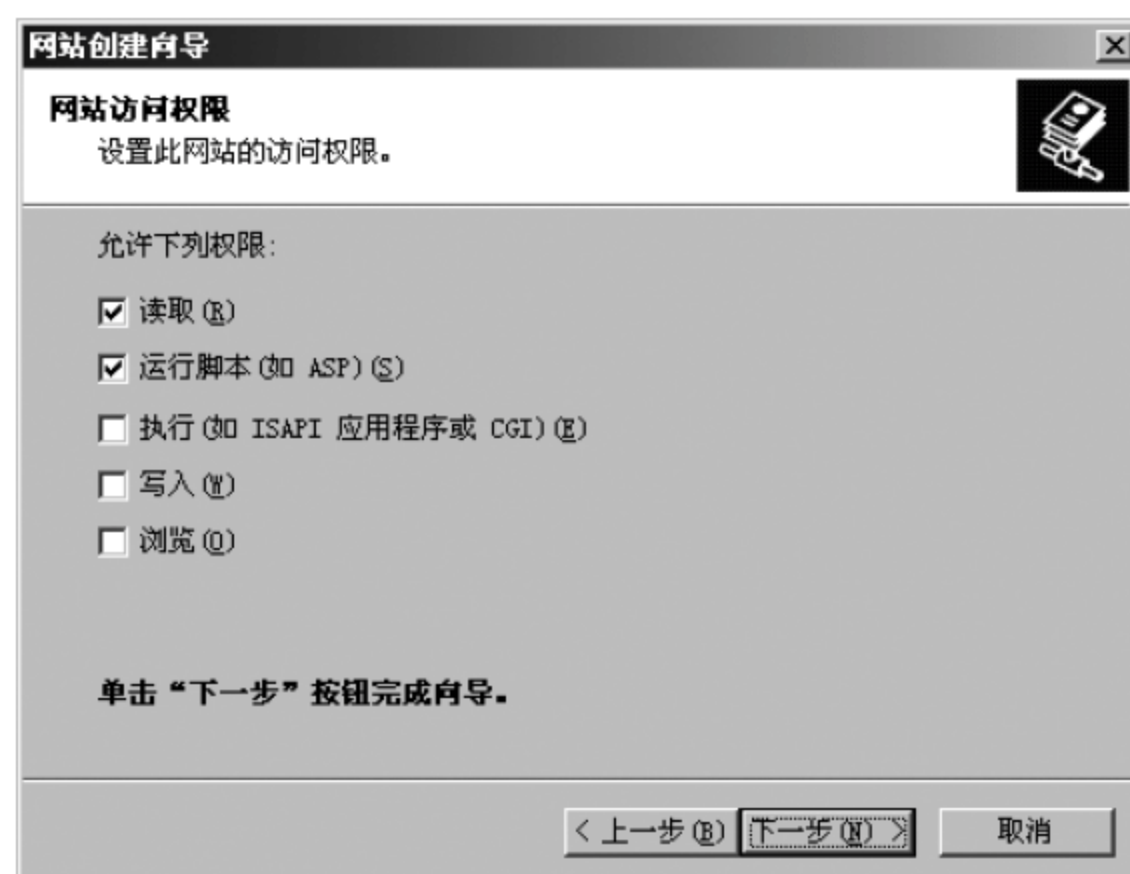 网站创建向导
网站访问权限
设置此网站的访问权限。
允许下列权限:
读取(R)
运行脚本(如 ASP)(S)
执行(如 ISAPI 应用程序或 CGI)(E)
写入(W)
浏览(O)
单击“下一步”按钮完成向导。
< 上一步(B) 下一步(N) > 取消